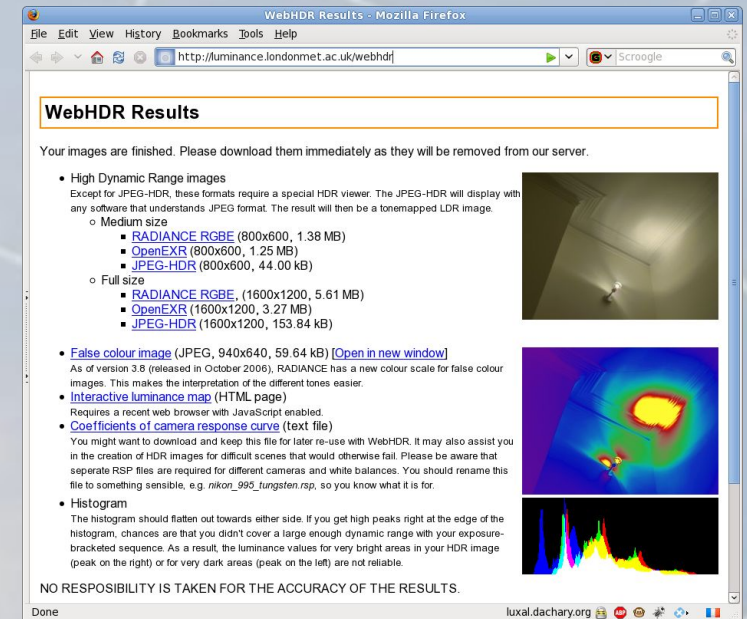 WebHDR Results - Mozilla Firefox
File Edit View History Bookmarks Tools Help
http://luminance.londonmet.ac.uk/webhdr
Scroogle
WebHDR Results
Your images are finished. Please download them immediately as they will be removed from our server.
• High Dynamic Range images
Except for JPEG-HDR, these formats require a special HDR viewer. The JPEG-HDR will display with
any software that understands JPEG format. The result will then be a tonemapped LDR image.
Medium size
RADIANCE RGBE (800x600, 1.38 MB)
OpenEXR (800x600, 1.25 MB)
JPEG-HDR (800x600, 44.00 kB)
Full size
RADIANCE RGBE, (1600x1200, 5.61 MB)
OpenEXR (1600x1200, 3.27 MB)
JPEG-HDR (1600x1200, 153.84 kB)
• False colour image (JPEG, 940x640, 59.64 kB) [Open in new window]
As of version 3.8 (released in October 2006), RADIANCE has a new colour scale for false colour
images. This makes the interpretation of the different tones easier.
• Interactive luminance map (HTML page)
Requires a recent web browser with JavaScript enabled.
• Coefficients of camera response curve (text file)
You might want to download and keep this file for later re-use with WebHDR. It may also assist you
in the creation of HDR images for difficult scenes that would otherwise fail. Please be aware that
seperate RSP files are required for different cameras and white balances. You should rename this
file to something sensible, e.g. nikon_995_tungsten.rsp, so you know what it is for.
• Histogram
The histogram should flatten out towards either side. If you get high peaks right at the edge of the
histogram, chances are that you didn't cover a large enough dynamic range with your exposure-
bracketed sequence. As a result, the luminance values for very bright areas in your HDR image
(peak on the right) or for very dark areas (peak on the left) are not reliable.
NO RESPOSIBILITY IS TAKEN FOR THE ACCURACY OF THE RESULTS.
Done
luxal.dachary.org
ABP